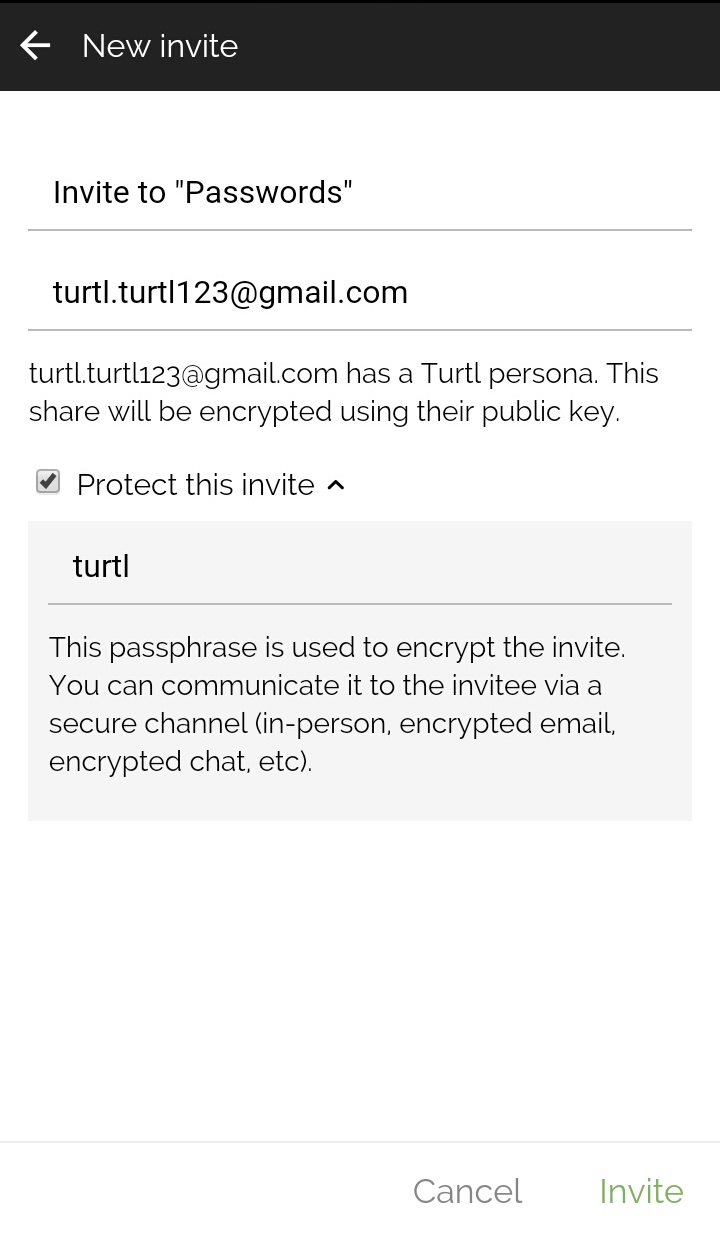 New invite
Invite to "Passwords"
turtl.turtl123@gmail.com
turtl.turtl123@gmail.com has a Turtl persona. This
share will be encrypted using their public key.
Protect this invite
turtl
This passphrase is used to encrypt the invite.
You can communicate it to the invitee via a
secure channel (in-person, encrypted email,
encrypted chat, etc).
Cancel Invite